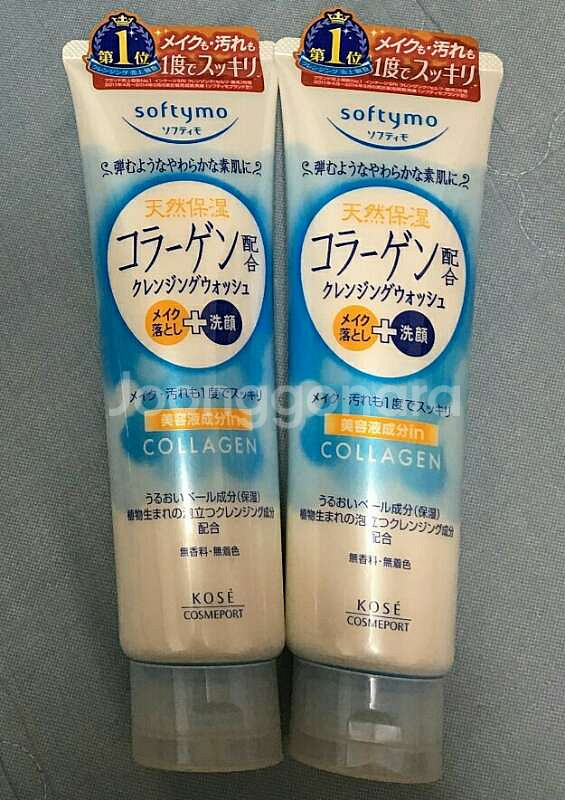 第1位
クレンジング 売上個数
メイクも・汚れも
1度でスッキリ
softymo
ソフティモ
弾むようなやわらかな素肌に
天然保湿
コラーゲン配合
クレンジングウォッシュ
メイク落とし+洗顔
メイク・汚れも1度でスッキリ
美容液成分in
COLLAGEN
うるおいベール成分(保湿)
植物生まれの泡立つクレンジング成分
配合
無香料・無着色
KOSÉ
COSMEPORT
第1位
メイクも・汚れも
1度でスッキリ
softymo
ソフティモ
弾むようなやわらかな素肌に
天然保湿
コラーゲン配合
クレンジングウォッシュ
メイク落とし+洗顔
メイク・汚れも1度でスッキリ
美容液成分in
COLLAGEN
うるおいベール成分(保湿)
植物生まれの泡立つクレンジング成分
配合
無香料・無着色
KOSÉ
COSMEPORT
Joonggonara